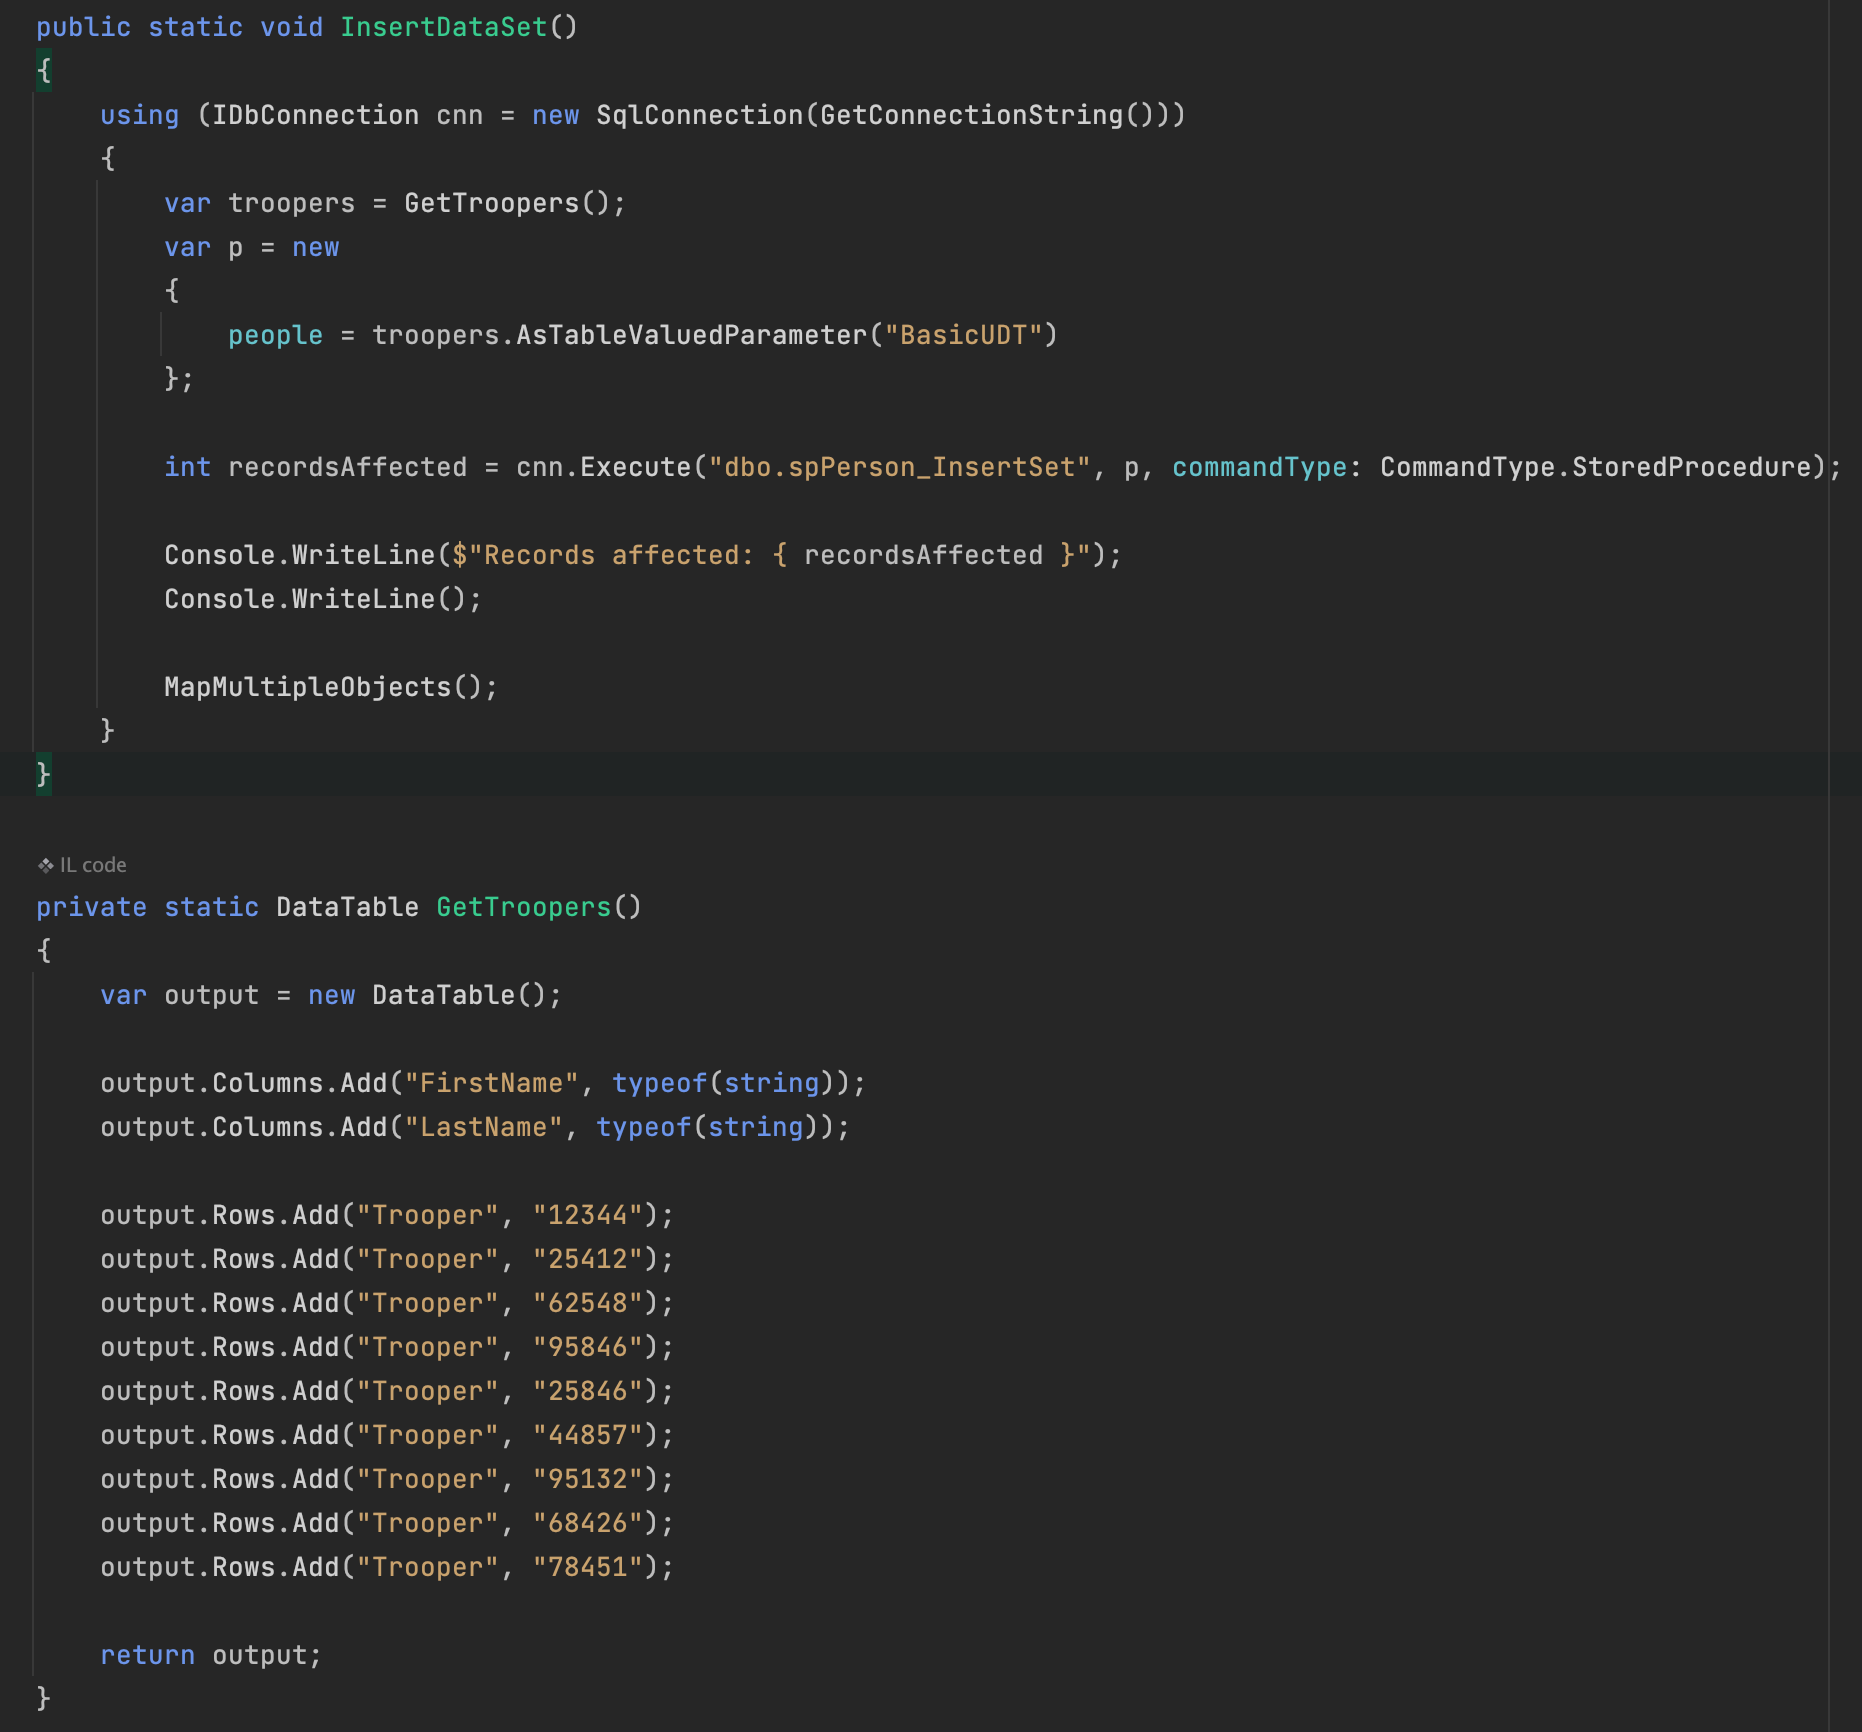 public static void InsertDataSet()
{
    using (IDbConnection cnn = new SqlConnection(GetConnectionString()))
    {
        var troopers = GetTroopers();
        var p = new
        {
            people = troopers.AsTableValuedParameter("BasicUDT")
        };

        int recordsAffected = cnn.Execute("dbo.spPerson_InsertSet", p, commandType: CommandType.StoredProcedure);

        Console.WriteLine($"Records affected: { recordsAffected }");
        Console.WriteLine();

        MapMultipleObjects();
    }
}

IL code
private static DataTable GetTroopers()
{
    var output = new DataTable();

    output.Columns.Add("FirstName", typeof(string));
    output.Columns.Add("LastName", typeof(string));

    output.Rows.Add("Trooper", "12344");
    output.Rows.Add("Trooper", "25412");
    output.Rows.Add("Trooper", "62548");
    output.Rows.Add("Trooper", "95846");
    output.Rows.Add("Trooper", "25846");
    output.Rows.Add("Trooper", "44857");
    output.Rows.Add("Trooper", "95132");
    output.Rows.Add("Trooper", "68426");
    output.Rows.Add("Trooper", "78451");

    return output;
}